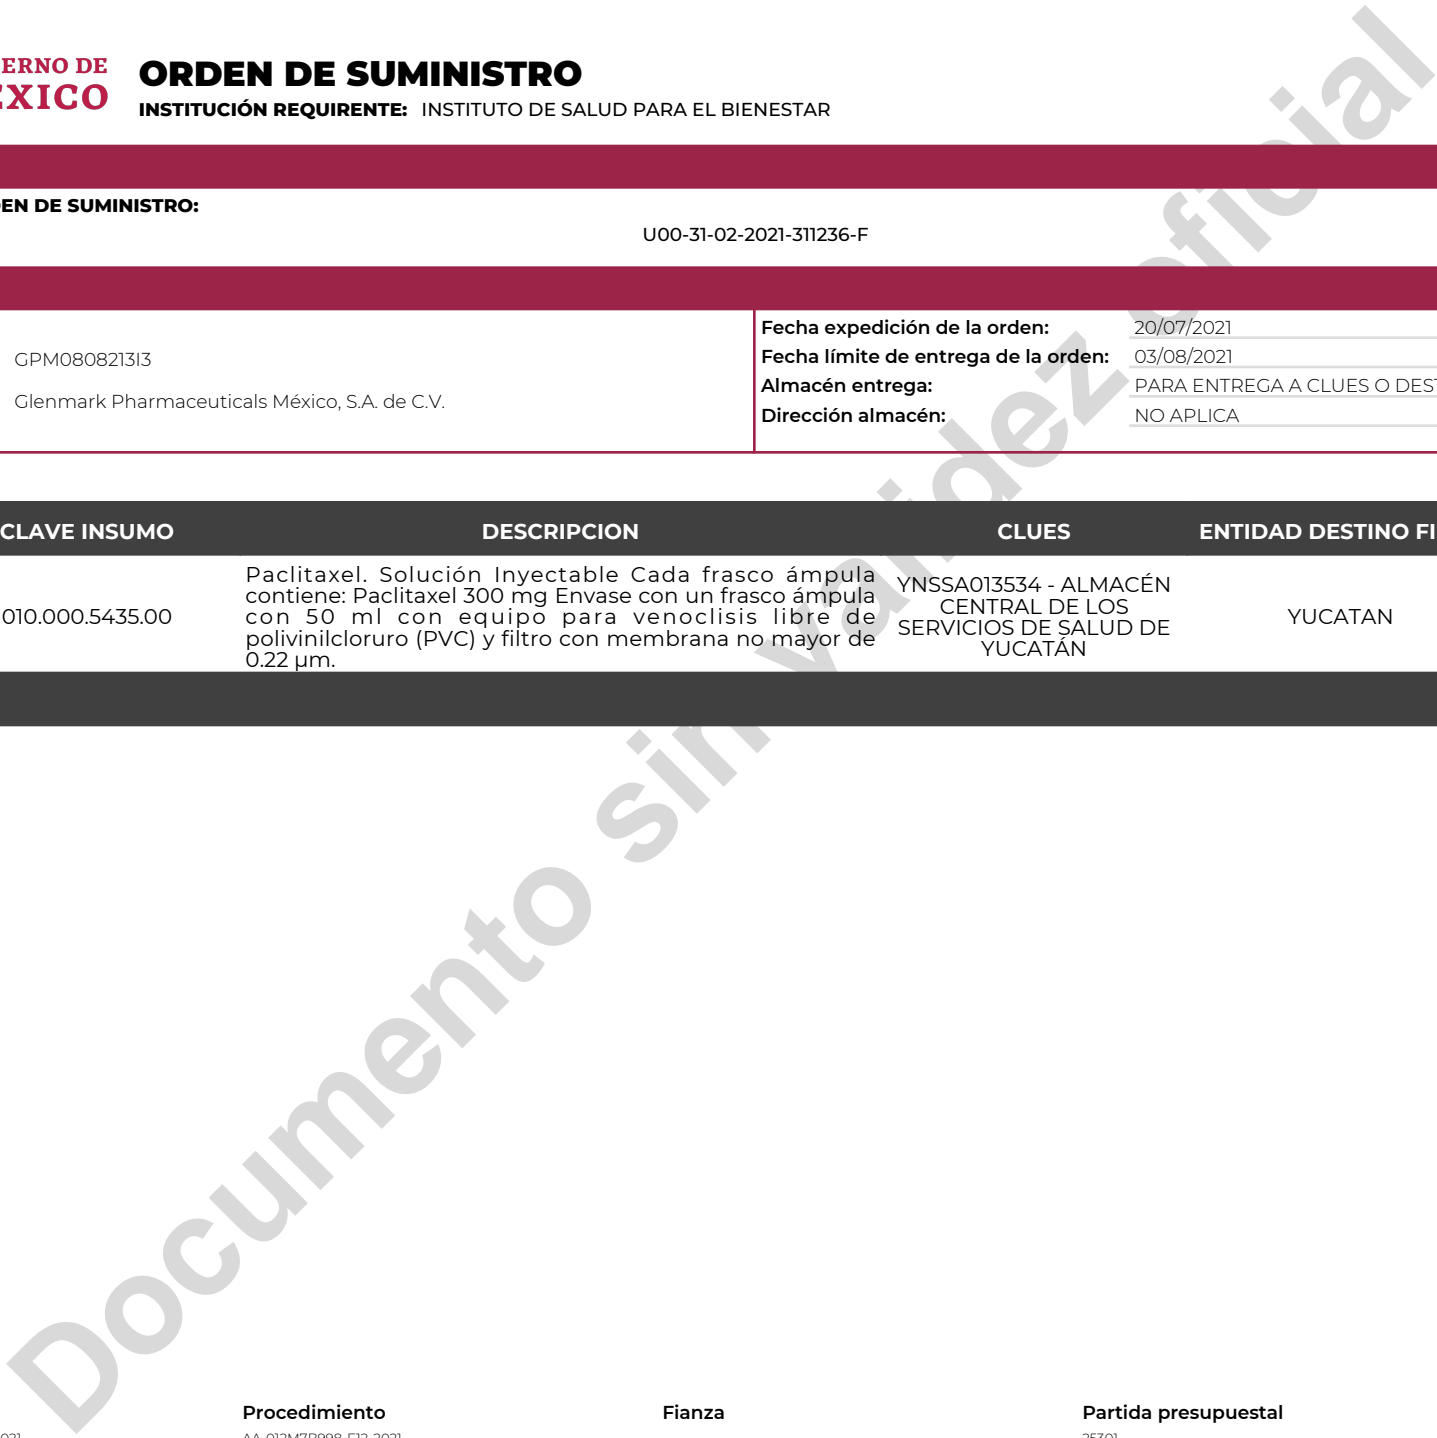 ERNO DE
ÉXICO
ORDEN DE SUMINISTRO
INSTITUCIÓN REQUIRENTE: INSTITUTO DE SALUD PARA EL BIENESTAR
EN DE SUMINISTRO:
U00-31-02-2021-311236-F
GPM0808213I3
Glenmark Pharmaceuticals México, S.A. de C.V.
Fecha expedición de la orden: 20/07/2021
Fecha límite de entrega de la orden: 03/08/2021
Almacén entrega: PARA ENTREGA A CLUES O DEST
Dirección almacén: NO APLICA
CLAVE INSUMO DESCRIPCION CLUES ENTIDAD DESTINO FI
010.000.5435.00
Paclitaxel. Solución Inyectable Cada frasco ámpula
contiene: Paclitaxel 300 mg Envase con un frasco ámpula
con 50 ml con equipo para venoclisis libre de
polivinilcloruro (PVC) y filtro con membrana no mayor de
0.22 µm.
YNSSA013534 - ALMACÉN
CENTRAL DE LOS
SERVICIOS DE SALUD DE
YUCATÁN
YUCATAN
Documento sin validez oficial
Procedimiento Fianza Partida presupuestal